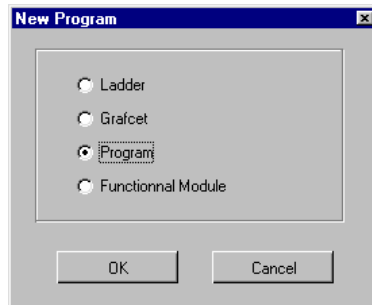 New Program
Ladder
Grafcet
Program
Functionnal Module
OK
Cancel